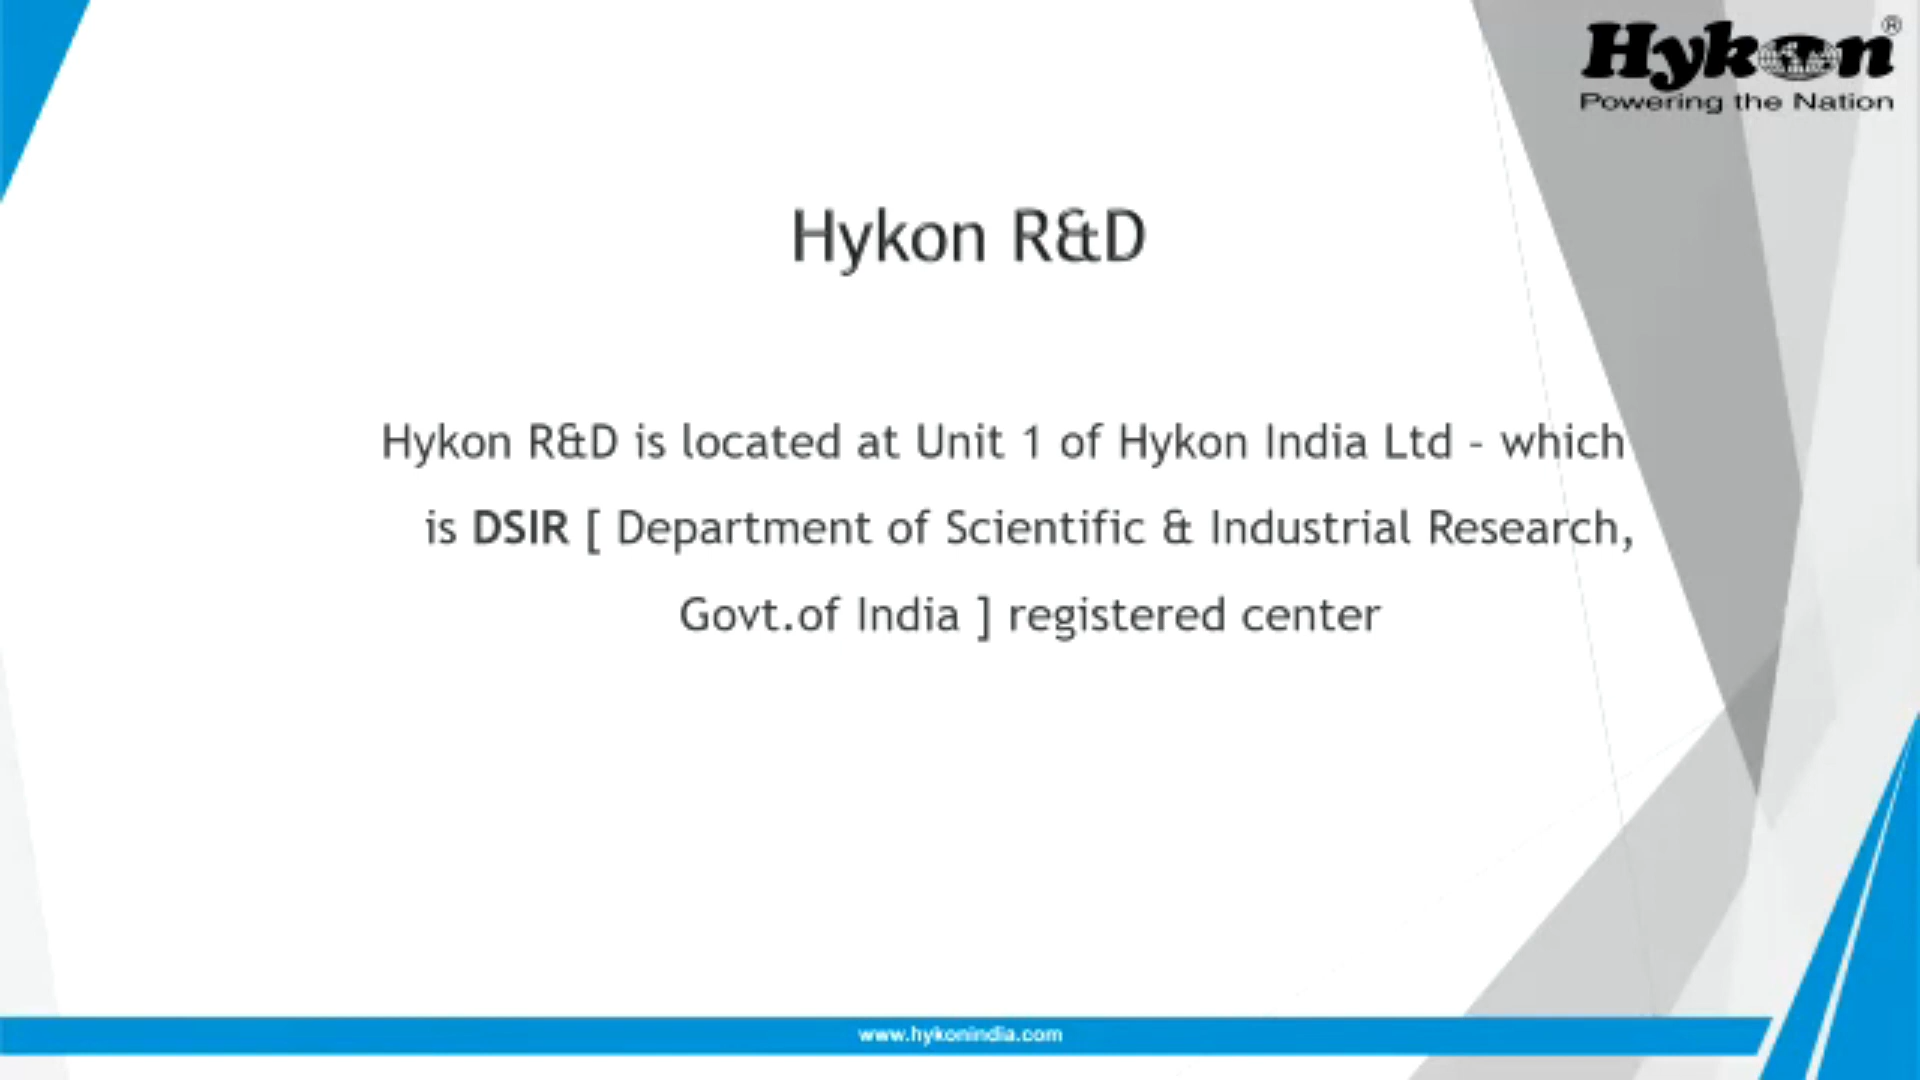 Hykon®
Powering the Nation
Hykon R&D
Hykon R&D is located at Unit 1 of Hykon India Ltd - which
is DSIR [ Department of Scientific & Industrial Research,
Govt.of India ] registered center
www.hykonindia.com